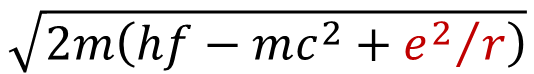 √2m(hf − mc² + e²/r)